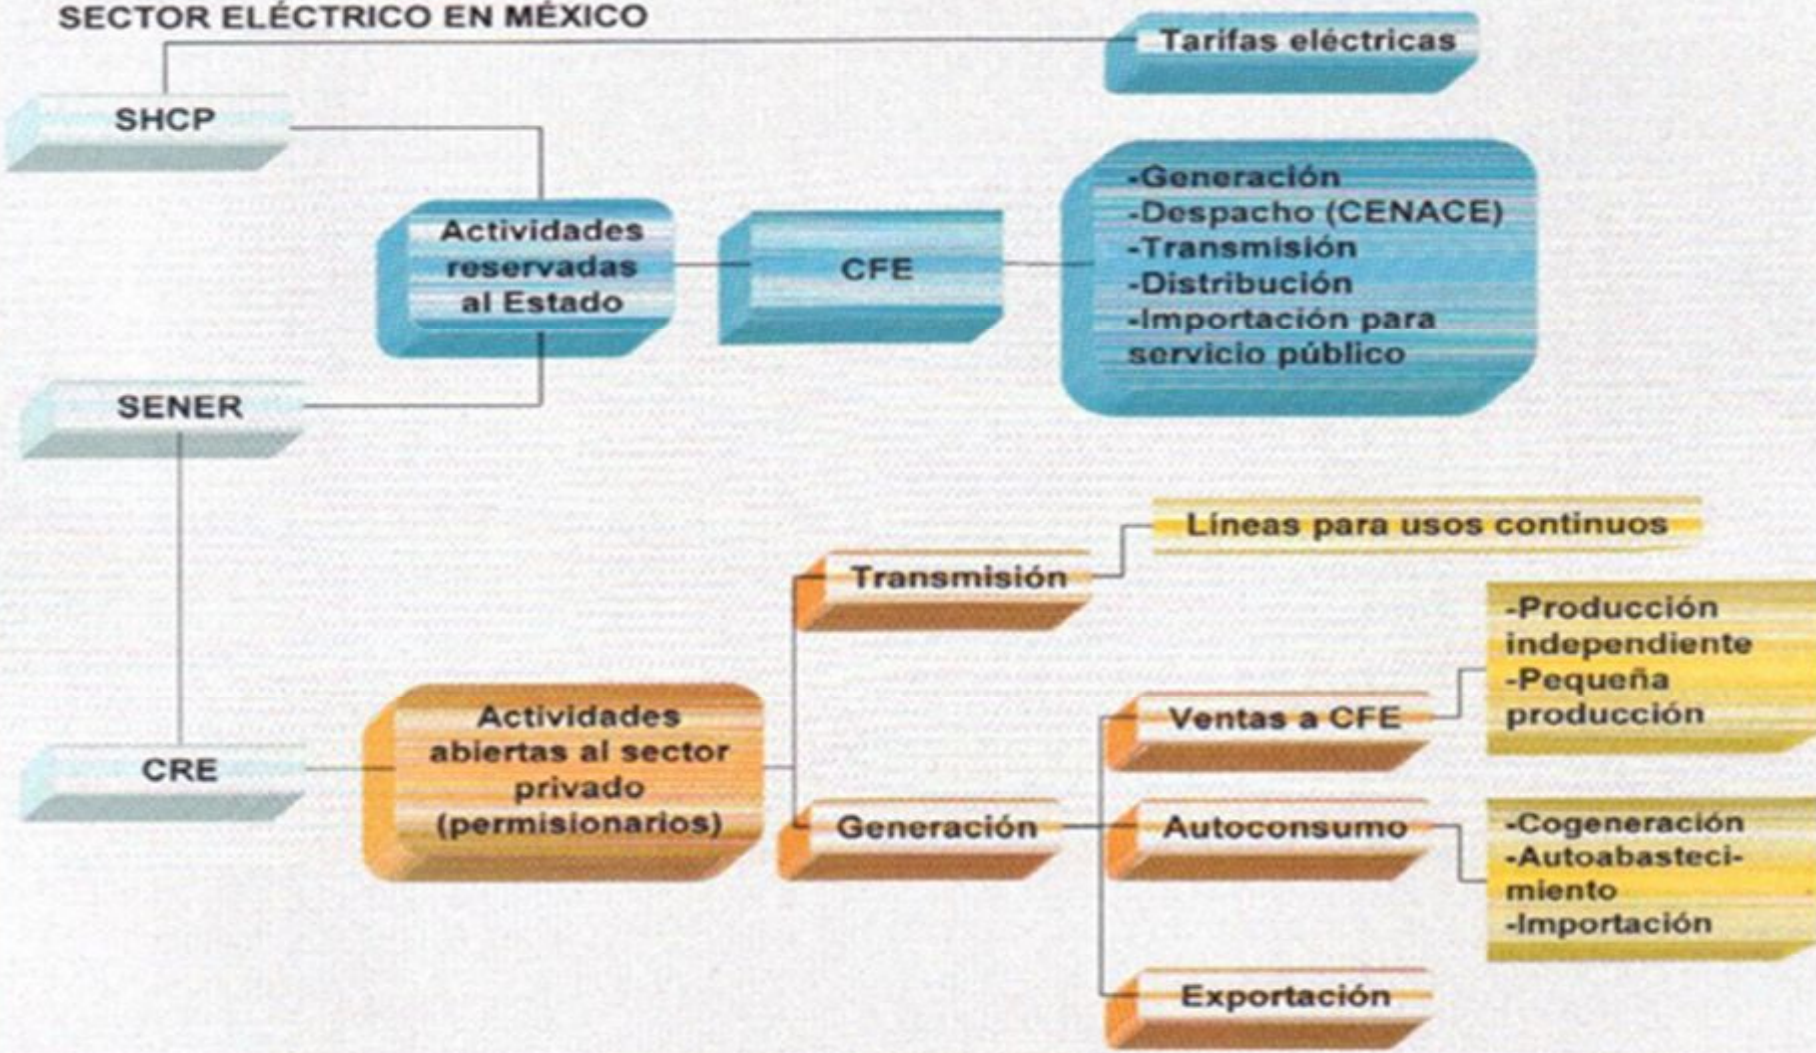 SECTOR ELÉCTRICO EN MÉXICO
Tarifas eléctricas
SHCP
Actividades
reservadas
al Estado
CFE
-Generación
-Despacho (CENACE)
-Transmisión
-Distribución
-Importación para
servicio público
SENER
Líneas para usos continuos
Transmisión
-Producción
independiente
-Pequeña
producción
Ventas a CFE
CRE
Actividades
abiertas al sector
privado
(permisionarios)
Generación
Autoconsumo
-Cogeneración
-Autoabasteci-
miento
-Importación
Exportación